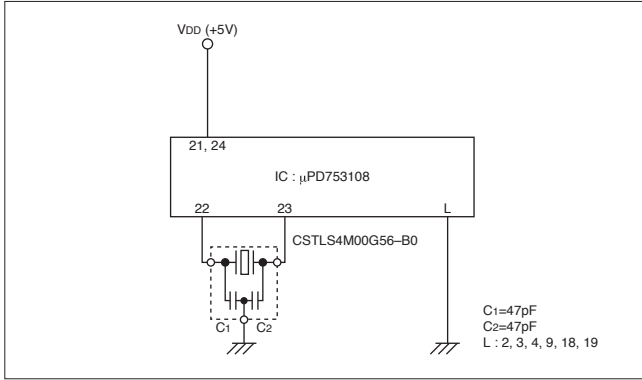 VDD (+5V)
21, 24
IC : μPD753108
22
23
L
CSTLS4M00G56–B0
C1
C2
C1=47pF
C2=47pF
L : 2, 3, 4, 9, 18, 19